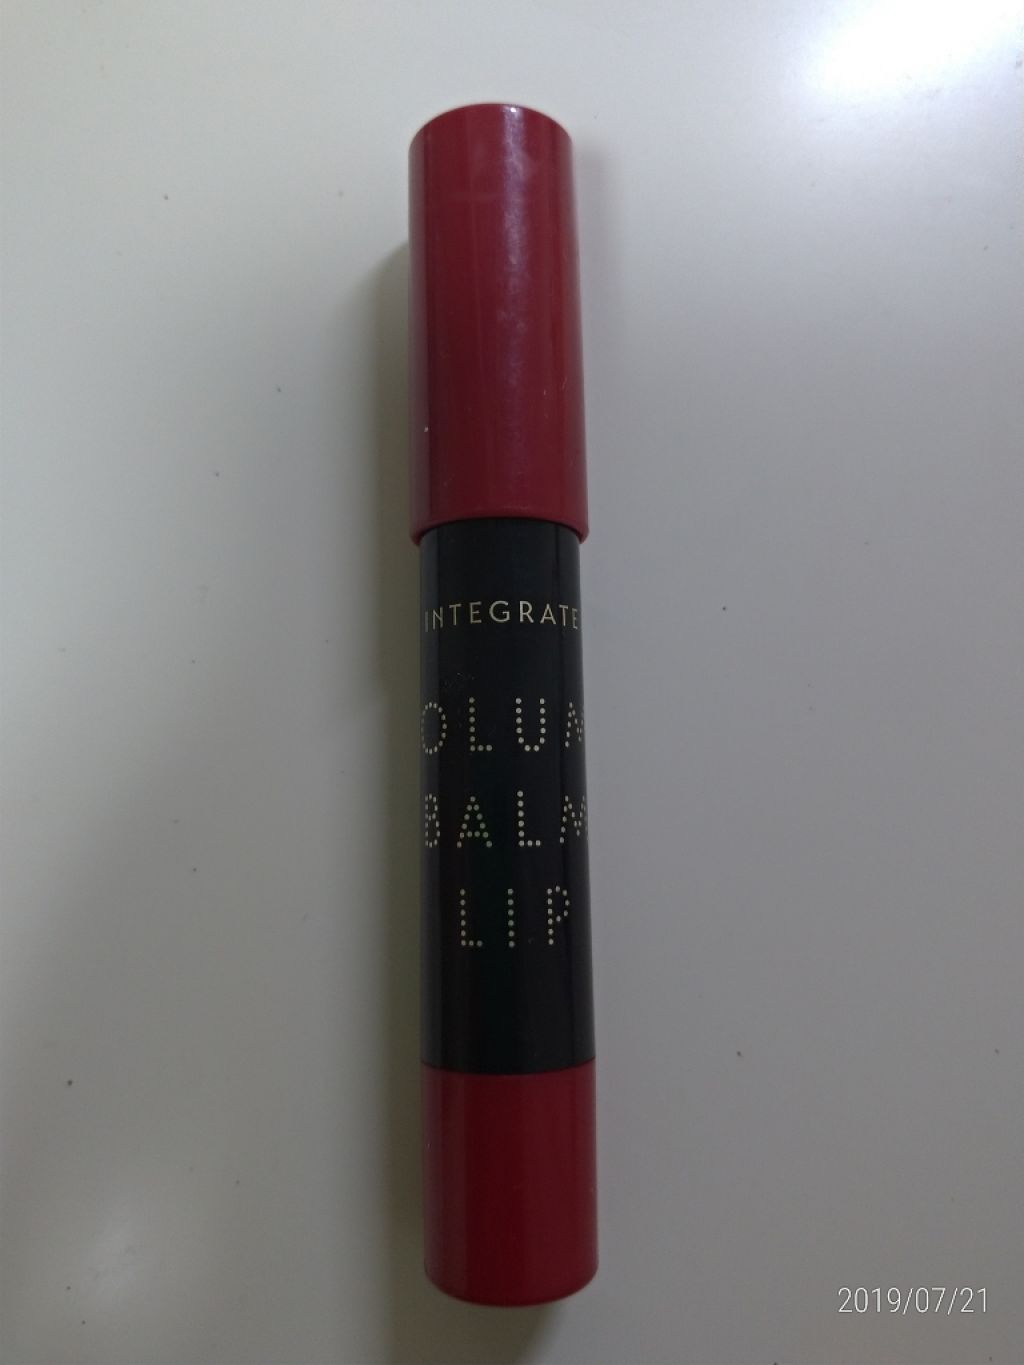 INTEGRATE
OLUM
BALM
LIP
2019/07/21